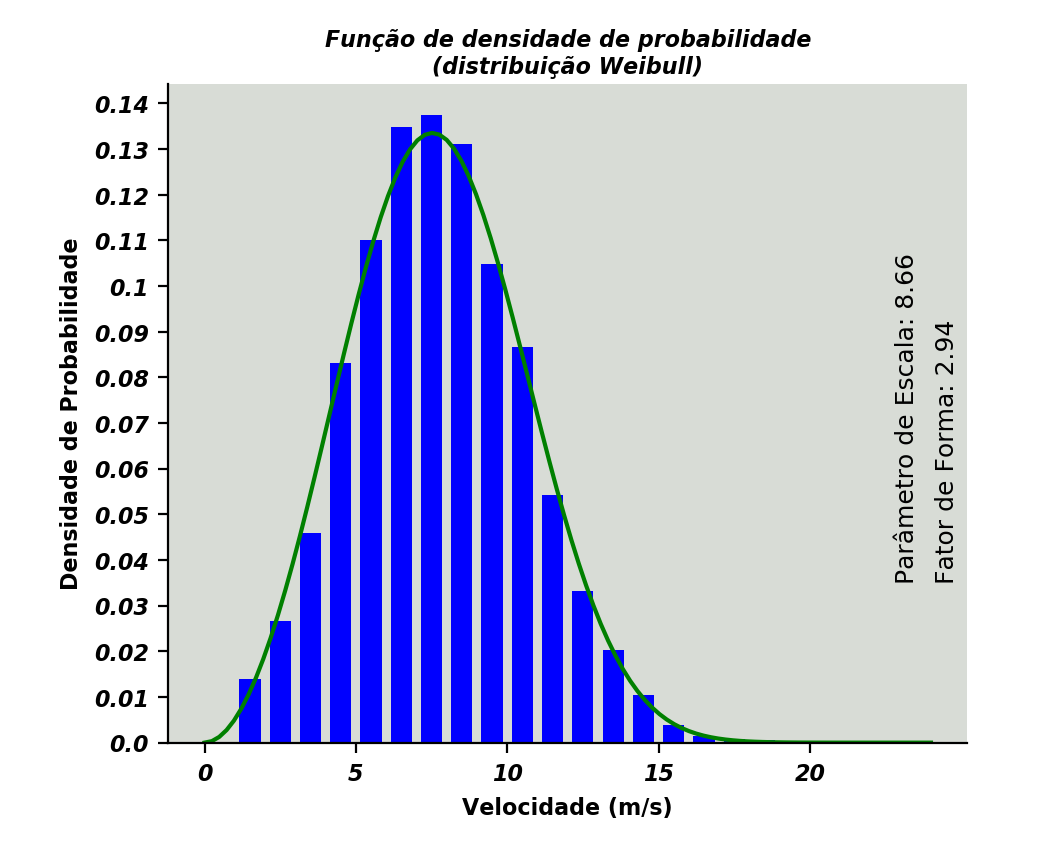 Função de densidade de probabilidade
(distribuição Weibull)
Densidade de Probabilidade
0.14
0.13
0.12
0.11
0.1
0.09
0.08
0.07
0.06
0.05
0.04
0.03
0.02
0.01
0.0
Parâmetro de Escala: 8.66
Fator de Forma: 2.94
0 5 10 15 20
Velocidade (m/s)